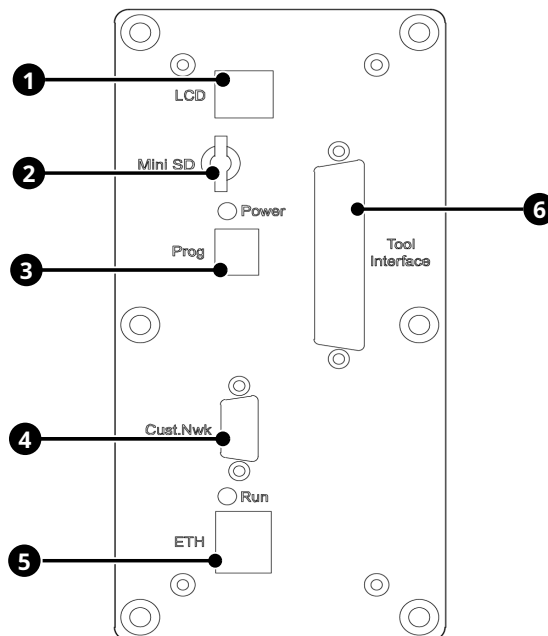 1
LCD
Mini SD
2
Power
6
Prog
Tool
Interface
3
Cust.Nwk
4
Run
ETH
5